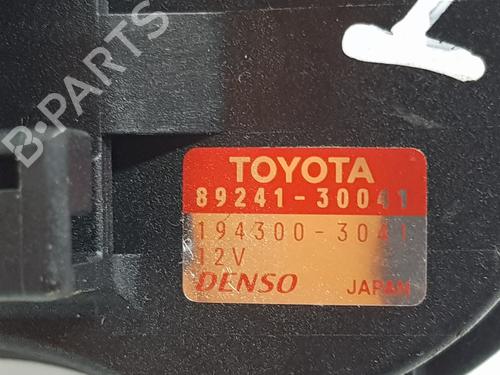 B-PARTS
TOYOTA
89241-30041
194300-3041
12V
DENSO JAPAN